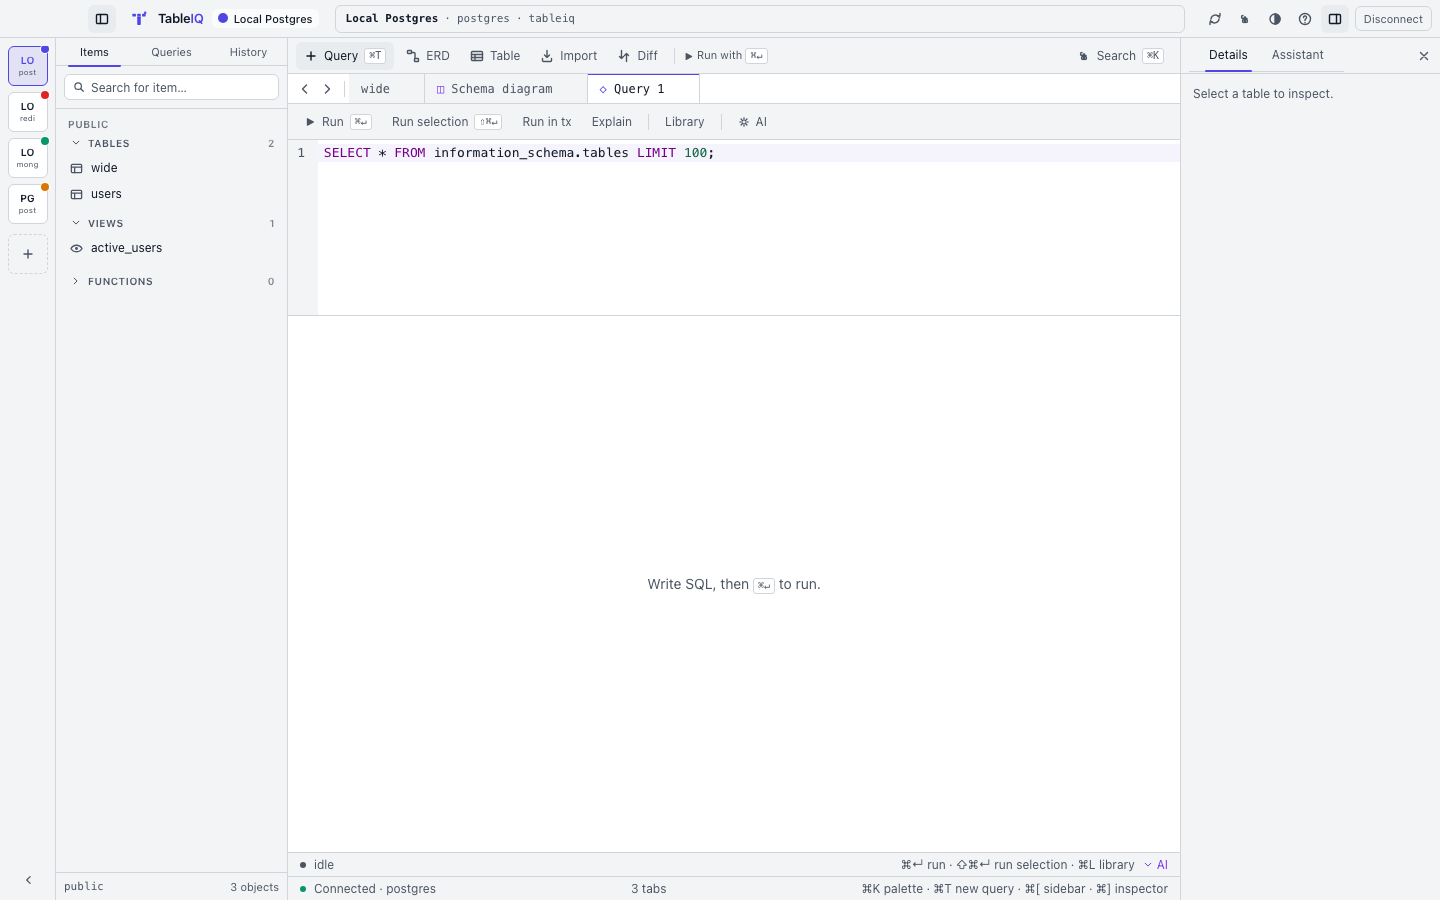 TableIQ Local Postgres Local Postgres · postgres · tableiq Disconnect
LO
post
LO
redi
LO
mong
PG
post
+
Items Queries History
Search for item...
PUBLIC
TABLES 2
wide
users
VIEWS 1
active_users
FUNCTIONS 0
public 3 objects
Query ⌘T ERD Table Import Diff Run with ⌘↵ Search ⌘K
wide Schema diagram Query 1
Run ⌘↵ Run selection ⇧⌘↵ Run in tx Explain Library AI
1 SELECT * FROM information_schema.tables LIMIT 100;
Write SQL, then ⌘↵ to run.
idle ⌘↵ run · ⇧⌘↵ run selection · ⌘L library AI
Connected · postgres 3 tabs ⌘K palette · ⌘T new query · ⌘[ sidebar · ⌘] inspector
Details Assistant
Select a table to inspect.